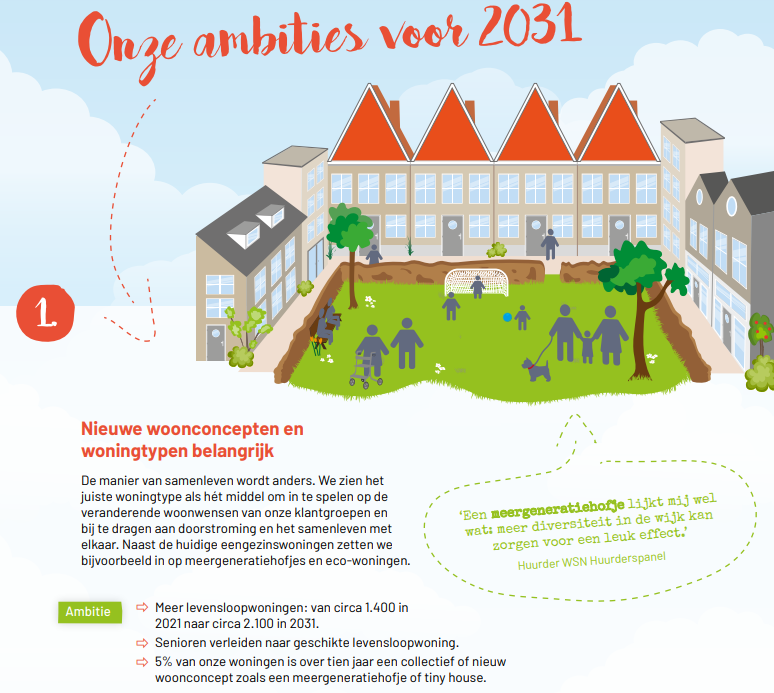 Onze ambities voor 2031
1.
Nieuwe woonconcepten en
woningtypen belangrijk
De manier van samenleven wordt anders. We zien het
juiste woningtype als hét middel om in te spelen op de
veranderende woonwensen van onze klantgroepen en
bij te dragen aan doorstroming en het samenleven met
elkaar. Naast de huidige eengezinswoningen zetten we
bijvoorbeeld in op meergeneratiehofjes en eco-woningen.
‘Een meergeneratiehofje lijkt mij wel
wat: meer diversiteit in de wijk kan
zorgen voor een leuk effect.’
Huurder WSN Huurderspanel
Ambitie
⇨ Meer levensloopwoningen: van circa 1.400 in
2021 naar circa 2.100 in 2031.
⇨ Senioren verleiden naar geschikte levensloopwoning.
⇨ 5% van onze woningen is over tien jaar een collectief of nieuw
woonconcept zoals een meergeneratiehofje of tiny house.